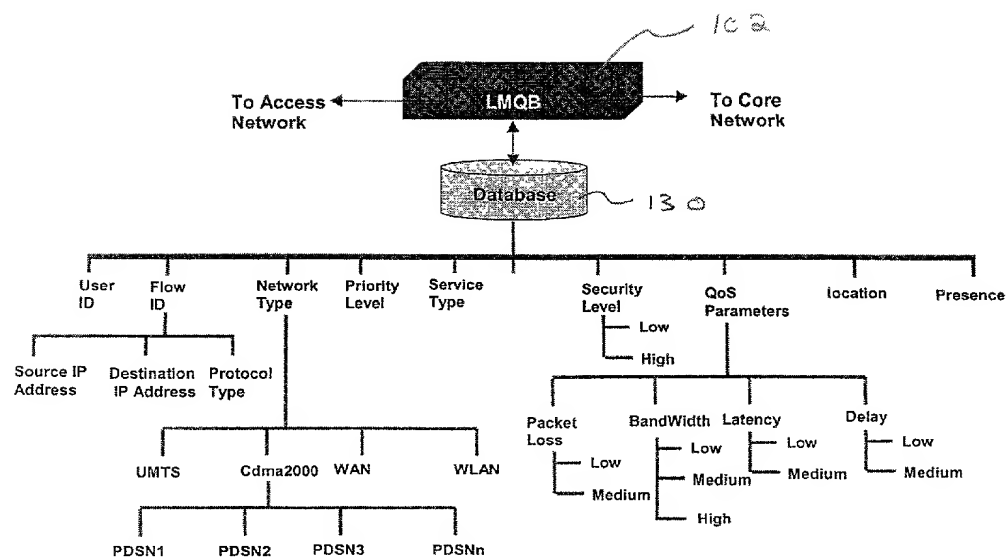 102
To Access
Network
LMQB
To Core
Network
Database
130
User
ID
Flow
ID
Network
Type
Priority
Level
Service
Type
Security
Level
QoS
Parameters
location
Presence
Low
High
Source IP
Address
Destination
IP Address
Protocol
Type
Packet
Loss
BandWidth
Latency
Delay
Low
Medium
Low
Medium
High
Low
Medium
Low
Medium
UMTS
Cdma2000
WAN
WLAN
PDSN1
PDSN2
PDSN3
PDSNn